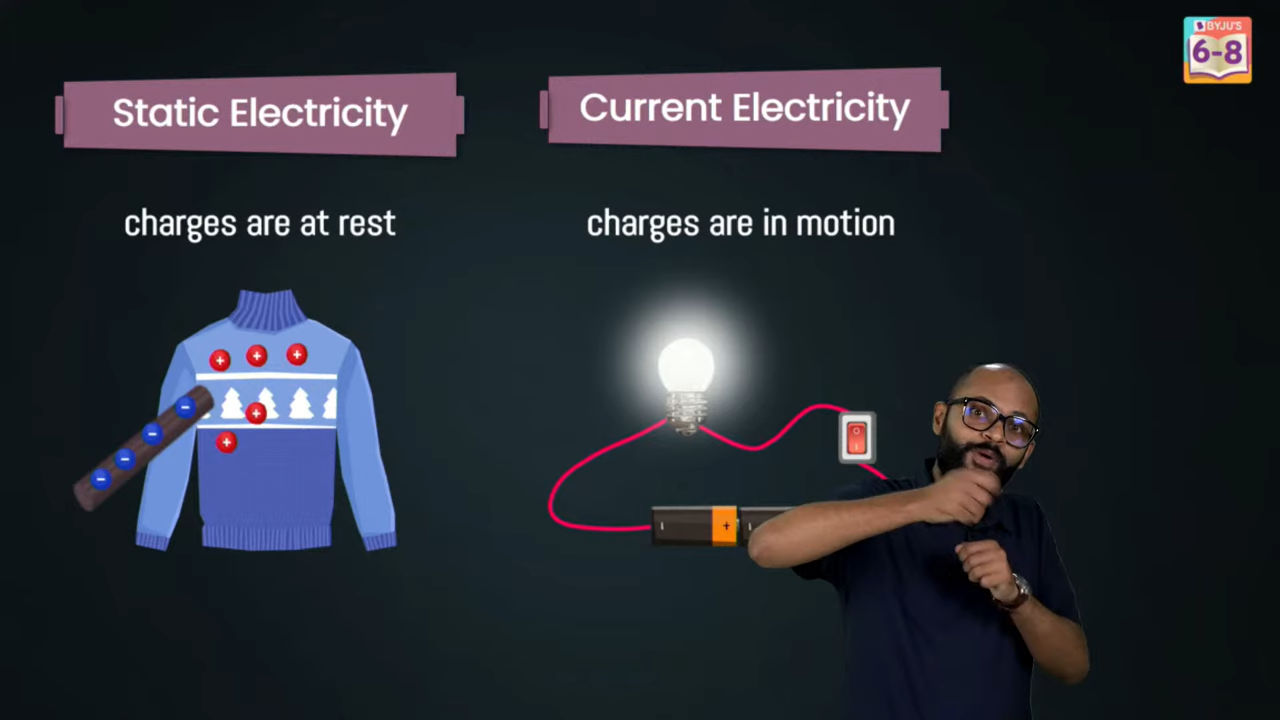 BYJU'S
6-8
Static Electricity
Current Electricity
charges are at rest
charges are in motion